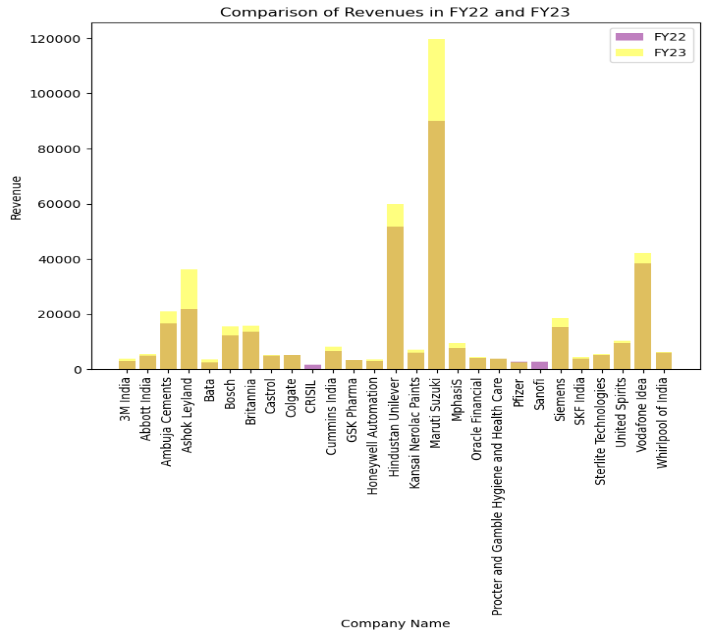 Comparison of Revenues in FY22 and FY23
FY22
FY23
Revenue
120000
100000
80000
60000
40000
20000
0
3M India
Abbott India
Ambuja Cements
Ashok Leyland
Bata
Bosch
Britannia
Castrol
Colgate
CRISIL
Cummins India
GSK Pharma
Honeywell Automation
Hindustan Unilever
Kansai Nerolac Paints
Maruti Suzuki
MphasiS
Oracle Financial
Procter and Gamble Hygiene and Health Care
Pfizer
Sanofi
Siemens
SKF India
Sterlite Technologies
United Spirits
Vodafone Idea
Whirlpool of India
Company Name